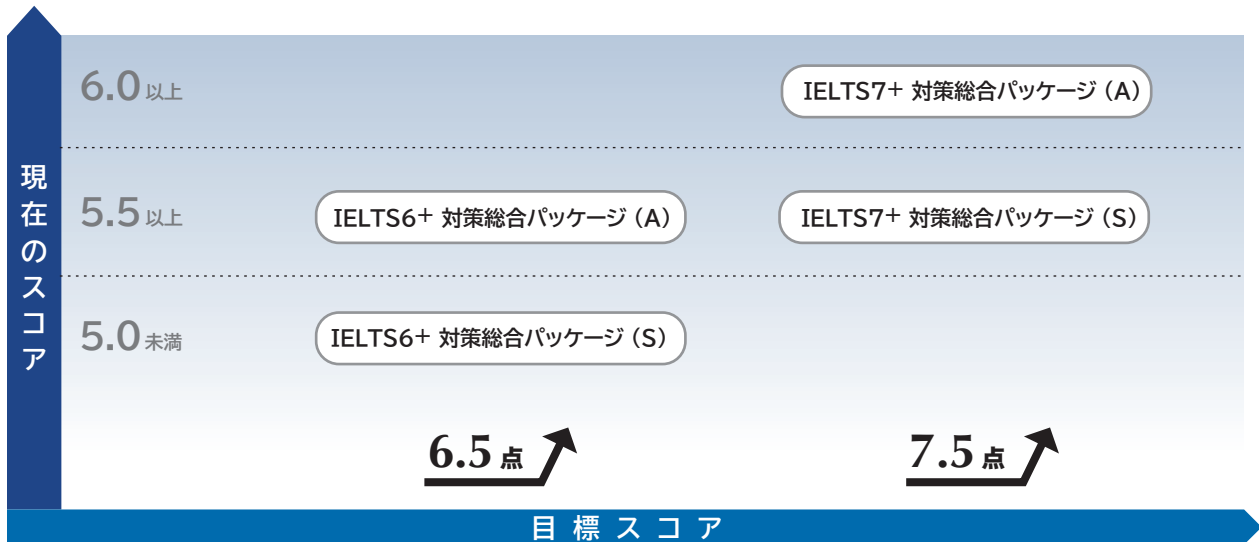 現在のスコア
6.0以上
IELTS7+ 対策総合パッケージ（A）
5.5以上
IELTS6+ 対策総合パッケージ（A）
IELTS7+ 対策総合パッケージ（S）
5.0未満
IELTS6+ 対策総合パッケージ（S）
6.5点
7.5点
目標スコア